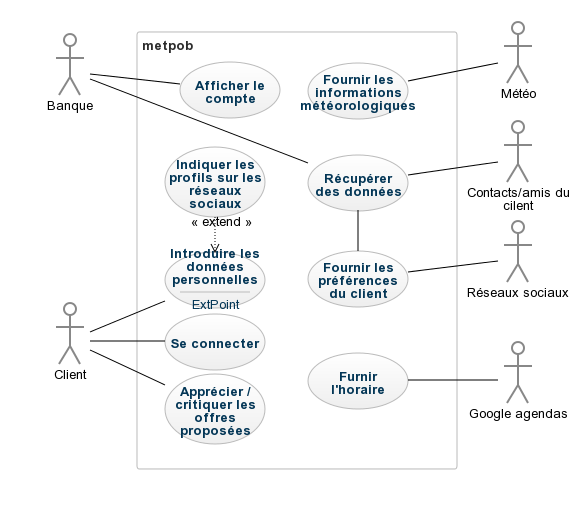 metpob
Banque
Afficher le
compte
Fournir les
informations
météorologiques
Météo
Indiquer les
profils sur les
réseaux
sociaux
Récupérer
des données
Contacts/amis du
cilent
« extend »
Introduire les
données
personnelles
ExtPoint
Fournir les
préférences
du client
Réseaux sociaux
Client
Se connecter
Apprécier /
critiquer les
offres
proposées
Furnir
l'horaire
Google agendas